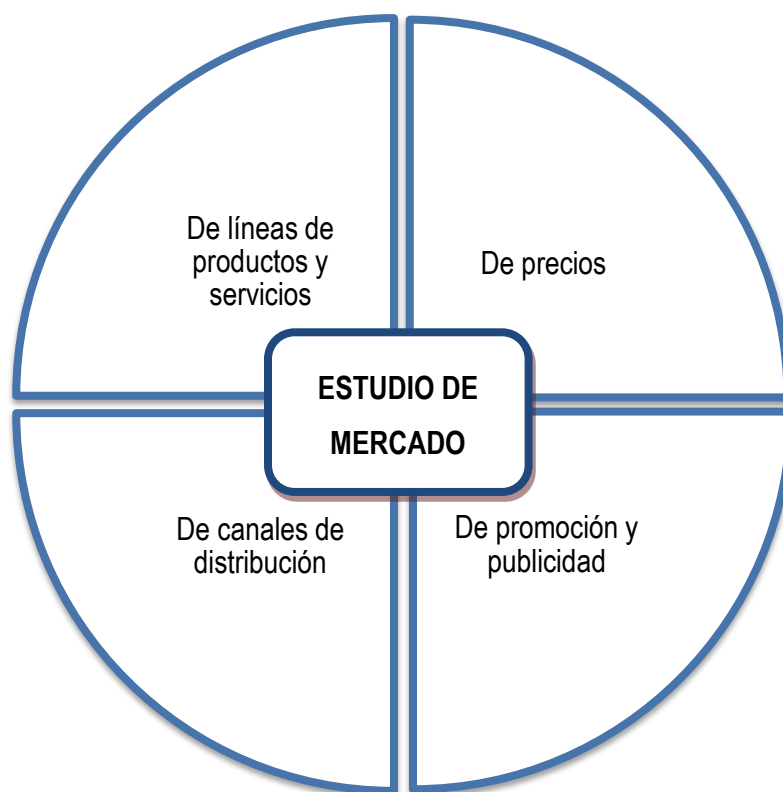 De líneas de
productos y
servicios
De precios
ESTUDIO DE
MERCADO
De canales de
distribución
De promoción y
publicidad